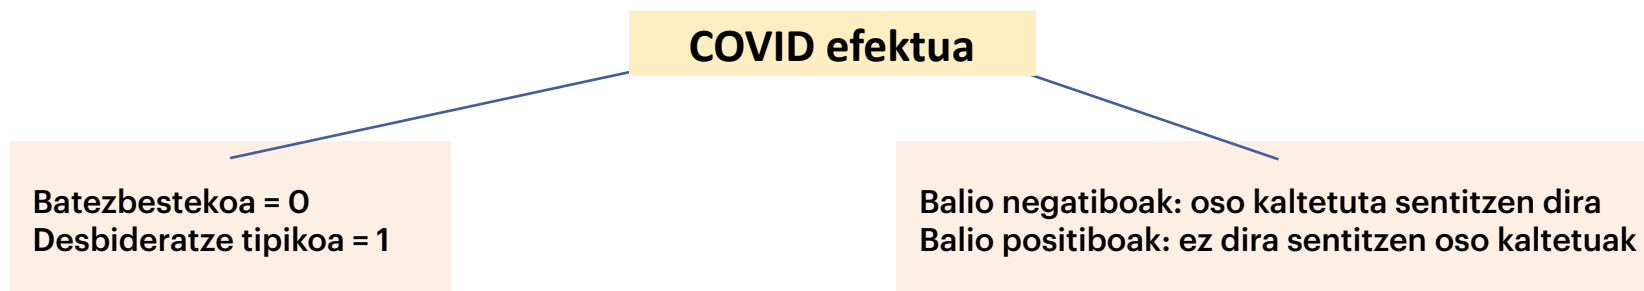 COVID efektua
Batezbestekoa = 0
Desbideratze tipikoa = 1
Balio negatiboak: oso kaltetuta sentitzen dira
Balio positiboak: ez dira sentitzen oso kaltetuak